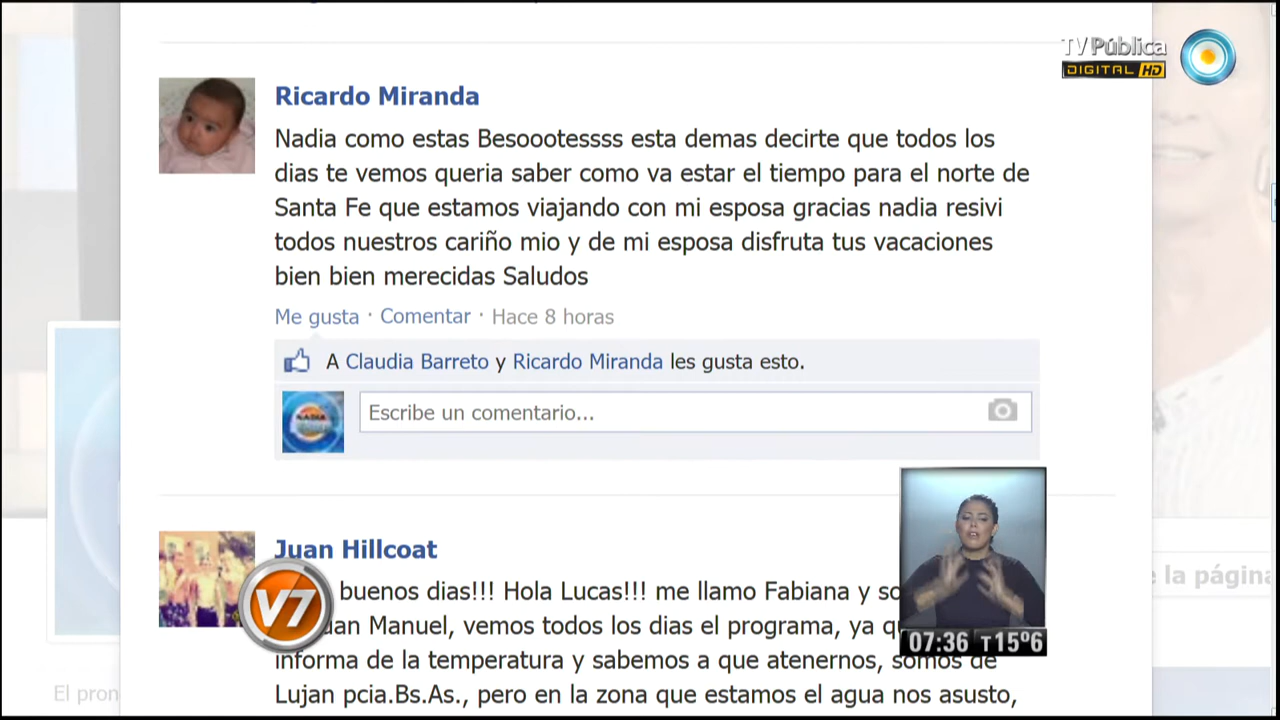 TV Pública
DIGITAL HD
Ricardo Miranda
Nadia como estas Besoootessss esta demas decirte que todos los
dias te vemos queria saber como va estar el tiempo para el norte de
Santa Fe que estamos viajando con mi esposa gracias nadia resivi
todos nuestros cariño mio y de mi esposa disfruta tus vacaciones
bien bien merecidas Saludos
Me gusta · Comentar · Hace 8 horas
A Claudia Barreto y Ricardo Miranda les gusta esto.
NADIA
Escribe un comentario...
Juan Hillcoat
buenos dias!!! Hola Lucas!!! me llamo Fabiana y
V7
Manuel, vemos todos los dias el programa, ya
informa de la temperatura y sabemos a que atenernos, somos de
Lujan pcia.Bs.As., pero en la zona que estamos el agua nos asusto,
07:36 T15º6
la página
El pron